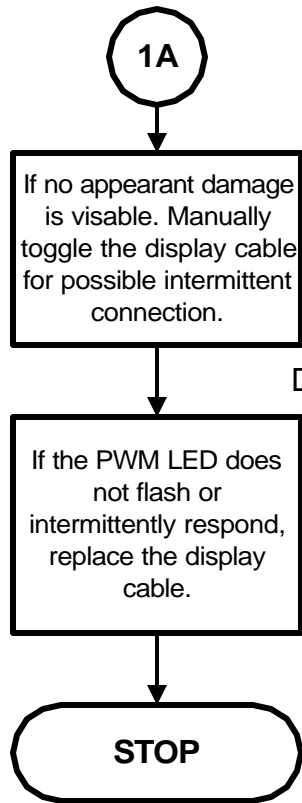 1A
If no appearant damage
is visable. Manually
toggle the display cable
for possible intermittent
connection.
If the PWM LED does
not flash or
intermittently respond,
replace the display
cable.
STOP